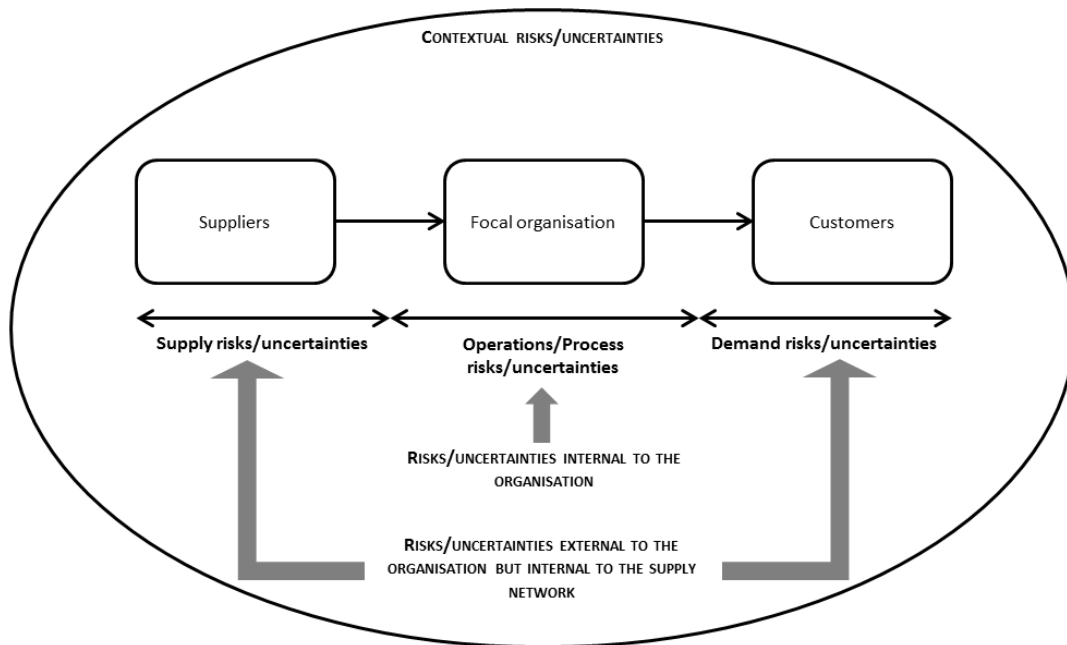 CONTEXTUAL RISKS/UNCERTAINTIES
Suppliers
Focal organisation
Customers
Supply risks/uncertainties
Operations/Process
risks/uncertainties
Demand risks/uncertainties
RISKS/UNCERTAINTIES INTERNAL TO THE
ORGANISATION
RISKS/UNCERTAINTIES EXTERNAL TO THE
ORGANISATION BUT INTERNAL TO THE SUPPLY
NETWORK